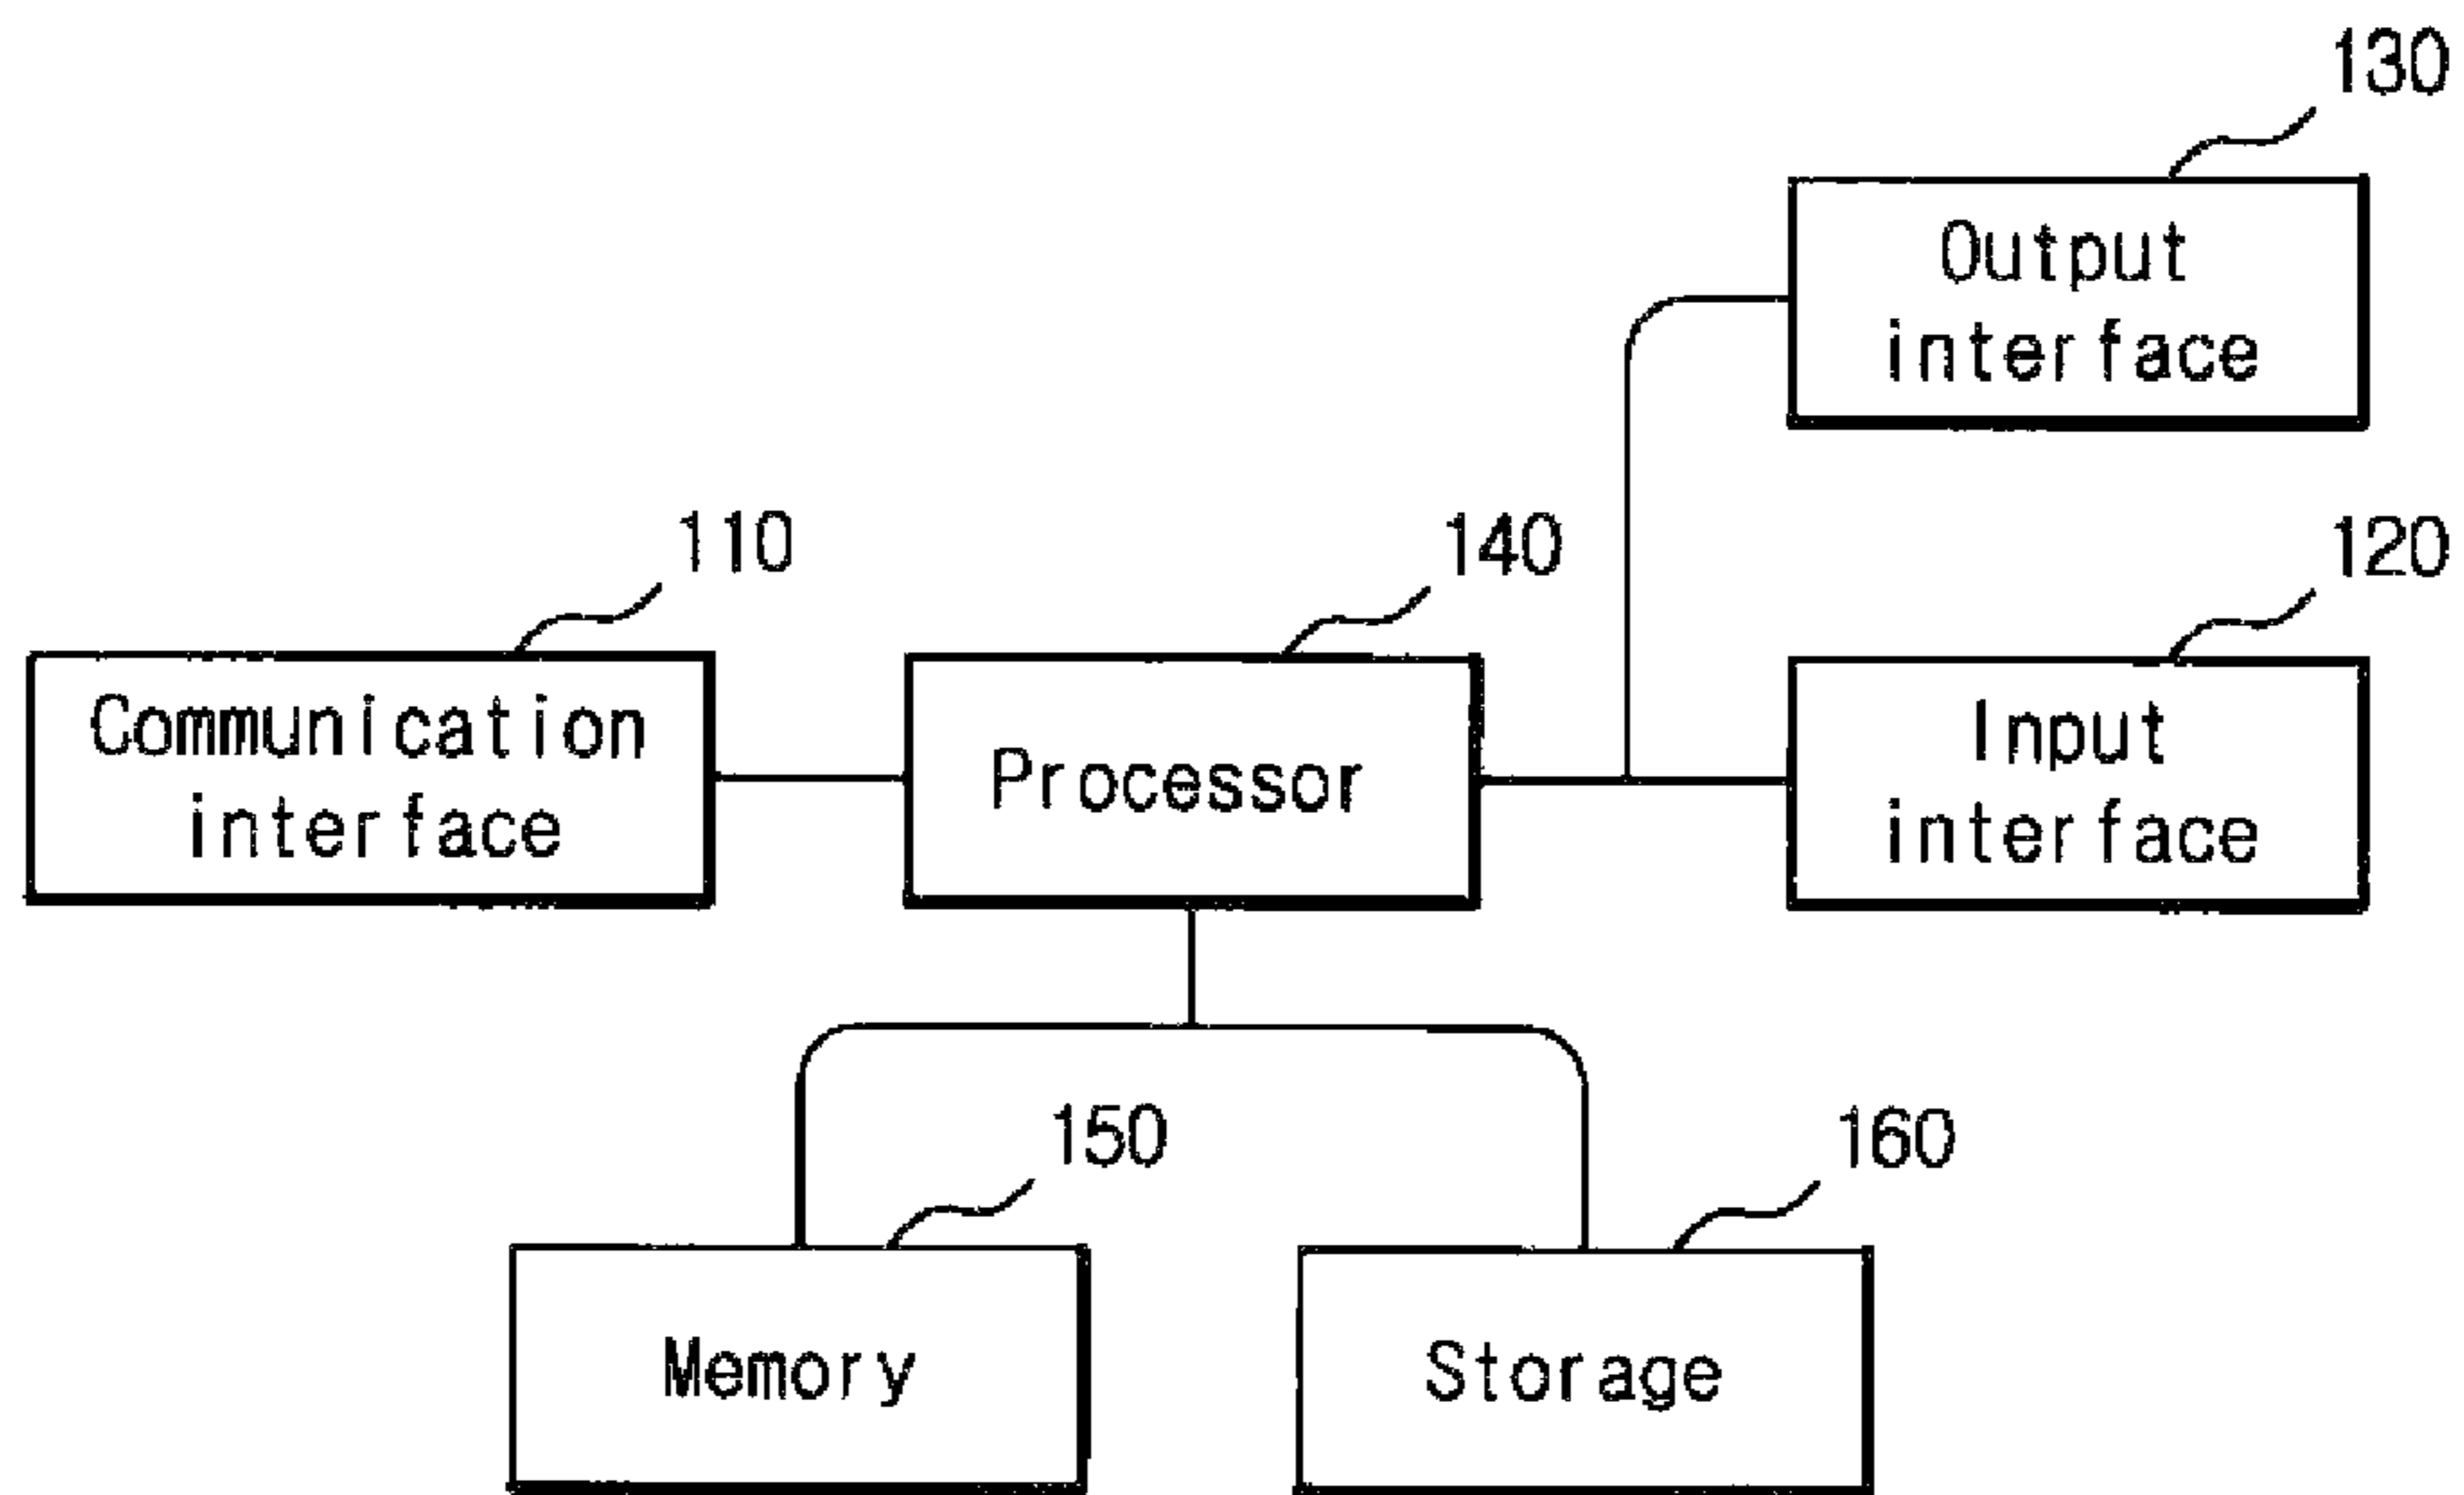 130
Output
interface
110
140
120
Communication
interface
Processor
Input
interface
150
160
Memory
Storage